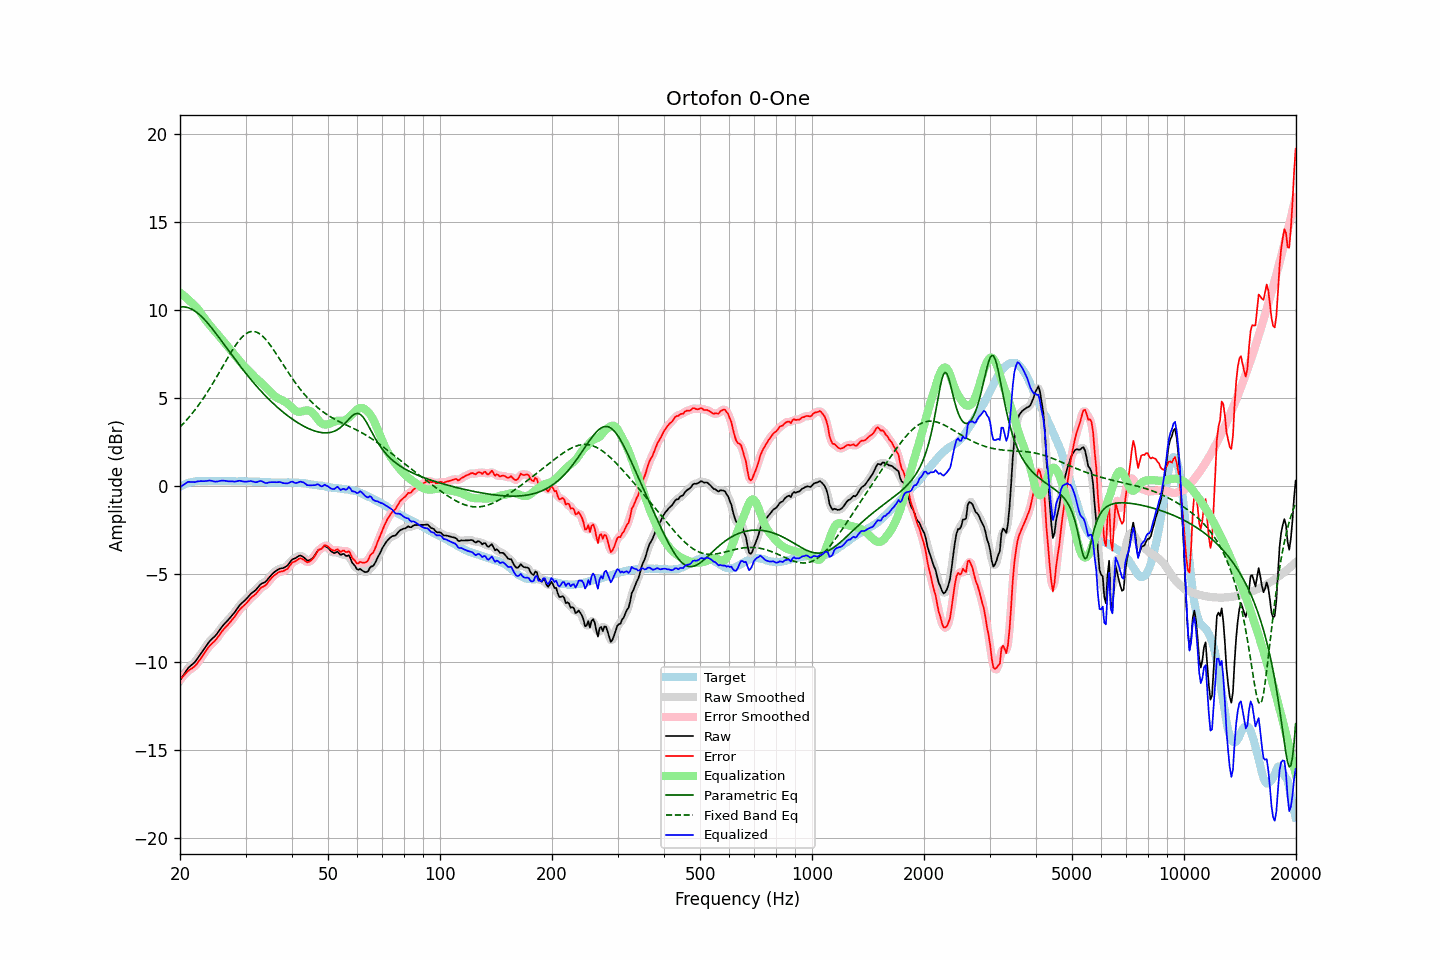 Ortofon 0-One
Amplitude (dBr)
20
15
10
5
0
−5
−10
−15
−20
Target
Raw Smoothed
Error Smoothed
Raw
Error
Equalization
Parametric Eq
Fixed Band Eq
Equalized
20 50 100 200 500 1000 2000 5000 10000 20000
Frequency (Hz)